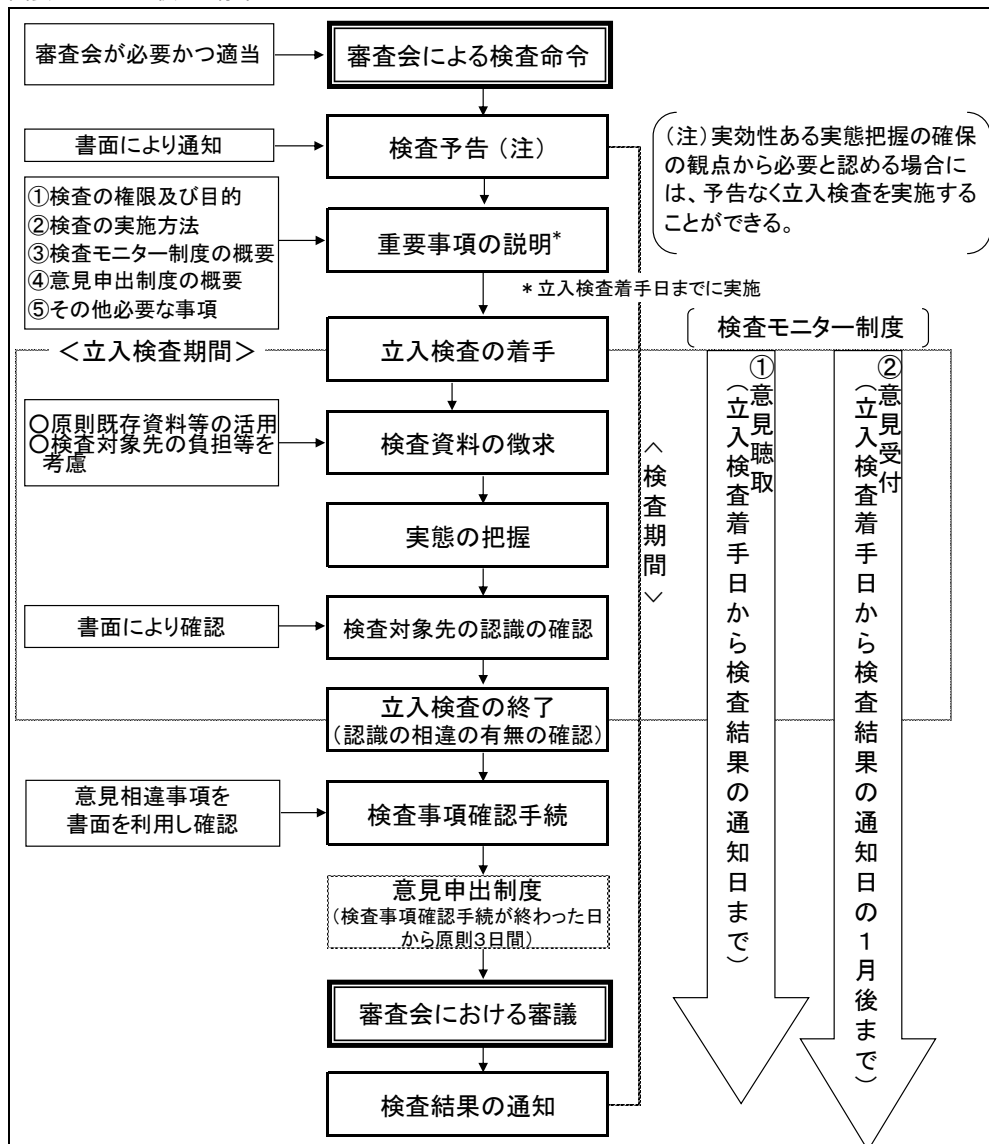 審査会が必要かつ適当
審査会による検査命令
書面により通知
検査予告（注）
（注）実効性ある実態把握の確保
の観点から必要と認める場合に
は、予告なく立入検査を実施する
ことができる。
①検査の権限及び目的
②検査の実施方法
③検査モニター制度の概要
④意見申出制度の概要
⑤その他必要な事項
重要事項の説明*
*立入検査着手日までに実施
検査モニター制度
＜立入検査期間＞
立入検査の着手
○原則既存資料等の活用
○検査対象先の負担等を
考慮
検査資料の徴求
実態の把握
書面により確認
検査対象先の認識の確認
立入検査の終了
（認識の相違の有無の確認）
意見相違事項を
書面を利用し確認
検査事項確認手続
意見申出制度
（検査事項確認手続が終わった日
から原則3日間）
審査会における審議
検査結果の通知
＜検査期間＞
①意見聴取
（立入検査着手日から検査結果の通知日まで）
②意見受付
（立入検査着手日から検査結果の通知日の1月後まで）